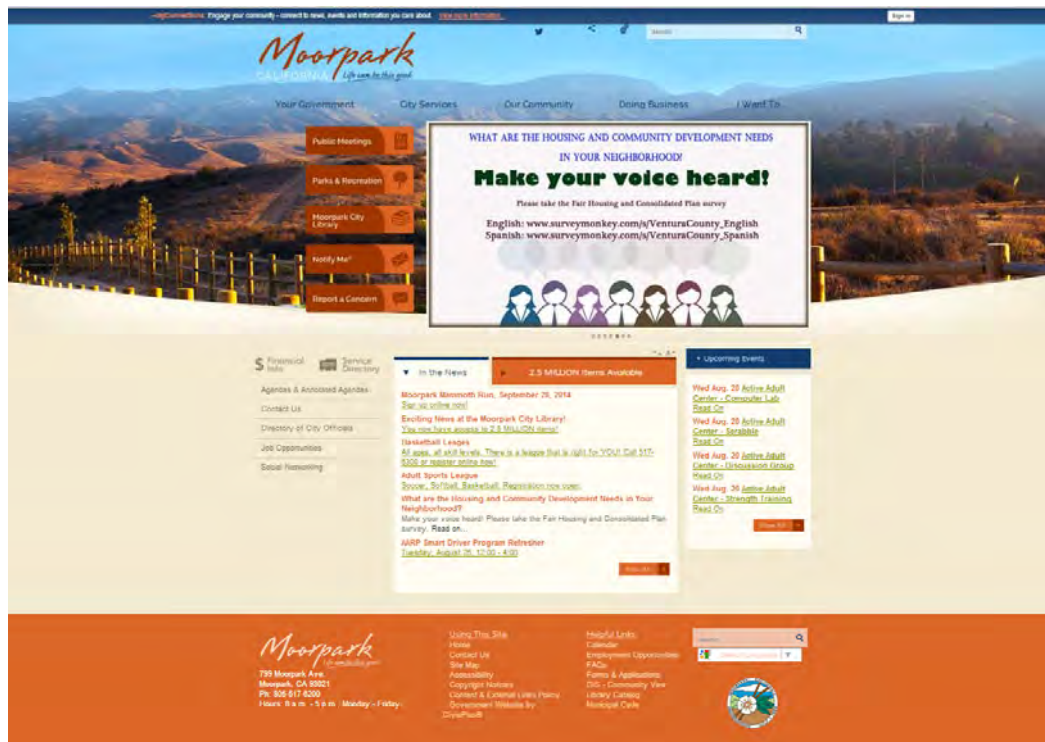 myConnections: Engage your community - connect to news, events and information you care about. View more information...
Sign In
Moorpark
CALIFORNIA
Life can be this good
Search
Your Government
City Services
Our Community
Doing Business
I Want To...
Public Meetings
Parks & Recreation
Moorpark City
Library
Notify Me®
Report a Concern
WHAT ARE THE HOUSING AND COMMUNITY DEVELOPMENT NEEDS
IN YOUR NEIGHBORHOOD?
Make your voice heard!
Please take the Fair Housing and Consolidated Plan survey
English: www.surveymonkey.com/s/VenturaCounty_English
Spanish: www.surveymonkey.com/s/VenturaCounty_Spanish
Financial
Info
Service
Directory
Agendas & Annotated Agendas
Contact Us
Directory of City Officials
Job Opportunities
Social Networking
In the News
2.5 MILLION Items Available
Moorpark Mammoth Run, September 28, 2014
Sign up online now!
Exciting News at the Moorpark City Library!
You now have access to 2.5 MILLION items!
Basketball Leages
All ages, all skill levels. There is a league that is right for YOU! Call 517-
6300 or register online now!
Adult Sports League
Soccer, Softball, Basketball. Registration now open.
What are the Housing and Community Development Needs in Your
Neighborhood?
Make your voice heard! Please take the Fair Housing and Consolidated Plan
survey. Read on...
AARP Smart Driver Program Refresher
Tuesday, August 26, 12:00 - 4:00
View All
Upcoming Events
Wed Aug. 20 Active Adult
Center - Computer Lab
Read On
Wed Aug. 20 Active Adult
Center - Scrabble
Read On
Wed Aug. 20 Active Adult
Center - Discussion Group
Read On
Wed Aug. 20 Active Adult
Center - Strength Training
Read On
View All
Moorpark
Life can be this good
799 Moorpark Ave.
Moorpark, CA 93021
Ph: 805-517-6200
Hours: 8 a.m. - 5 p.m. Monday - Friday
Using This Site
Home
Contact Us
Site Map
Accessibility
Copyright Notices
Content & External Links Policy
Government Website by
CivicPlus®
Helpful Links
Calendar
Employment Opportunities
FAQs
Forms & Applications
GIS - Community View
Library Catalog
Municipal Code
Search